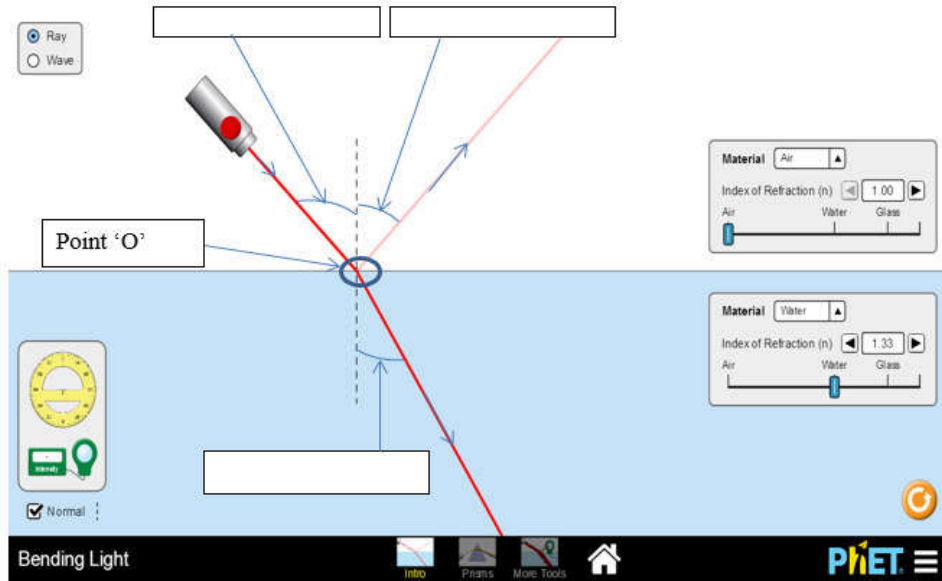 Ray
Wave
Point ‘O’
Material Air
Index of Refraction (n) 1.00
Air Water Glass
Material Water
Index of Refraction (n) 1.33
Air Water Glass
Intensity
Normal
Bending Light
Intro
Prisms
More Tools
PhET